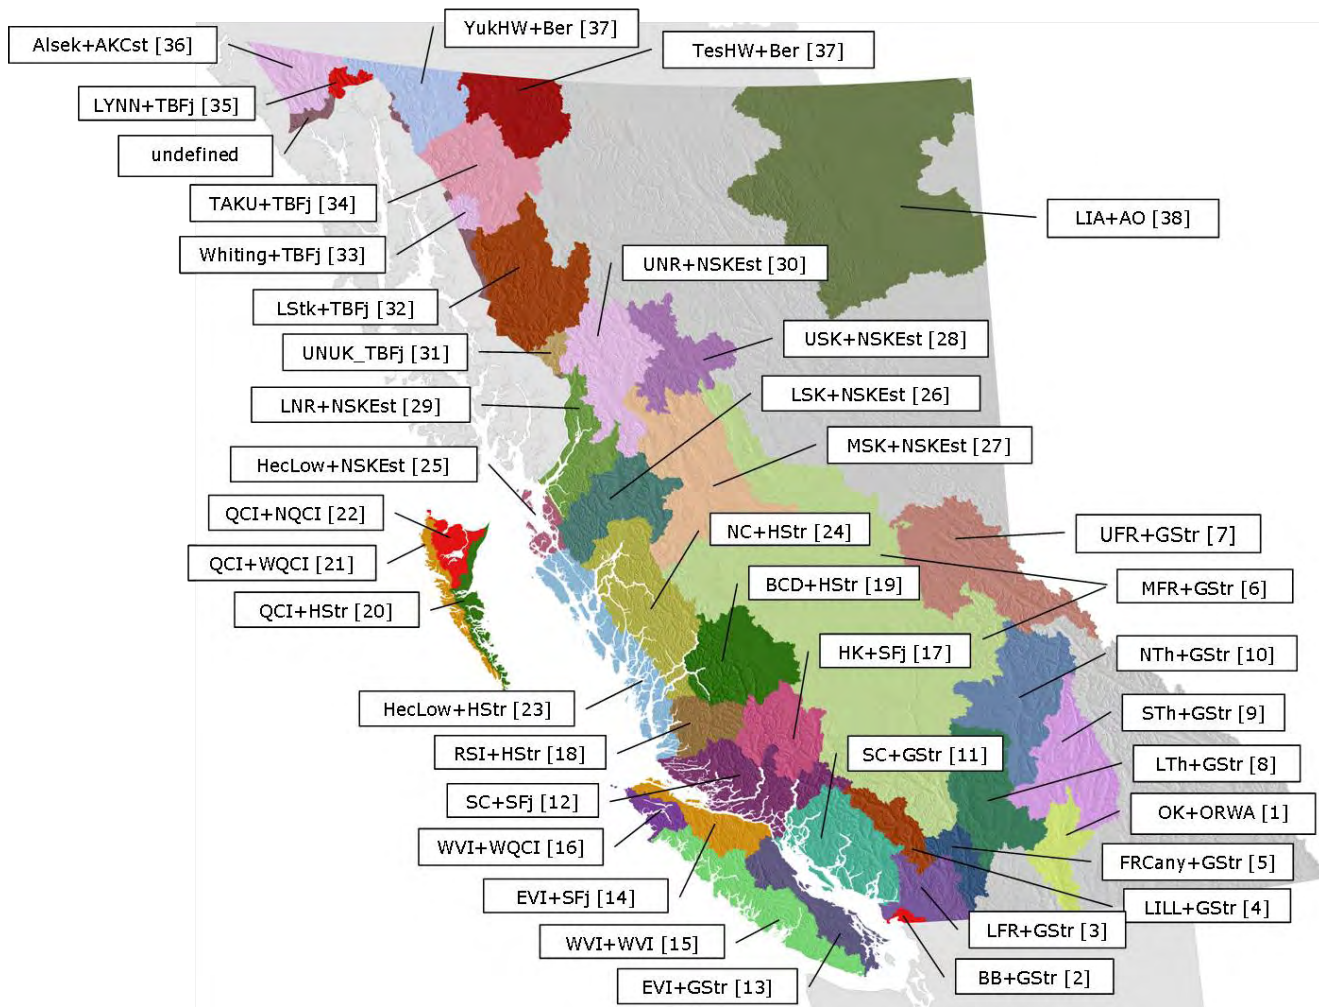 YukHW+Ber [37]
Alsek+AKCst [36]
TesHW+Ber [37]
LYNN+TBFj [35]
undefined
TAKU+TBFj [34]
LIA+AO [38]
Whiting+TBFj [33]
UNR+NSKEst [30]
LStk+TBFj [32]
USK+NSKEst [28]
UNUK_TBFj [31]
LSK+NSKEst [26]
LNR+NSKEst [29]
MSK+NSKEst [27]
HecLow+NSKEst [25]
QCI+NQCI [22]
NC+HStr [24]
UFR+GStr [7]
QCI+WQCI [21]
BCD+HStr [19]
MFR+GStr [6]
QCI+HStr [20]
HK+SFj [17]
NTh+GStr [10]
HecLow+HStr [23]
STh+GStr [9]
RSI+HStr [18]
SC+GStr [11]
LTh+GStr [8]
SC+SFj [12]
OK+ORWA [1]
WVI+WQCI [16]
FRCany+GStr [5]
EVI+SFj [14]
LILL+GStr [4]
LFR+GStr [3]
WVI+WVI [15]
BB+GStr [2]
EVI+GStr [13]